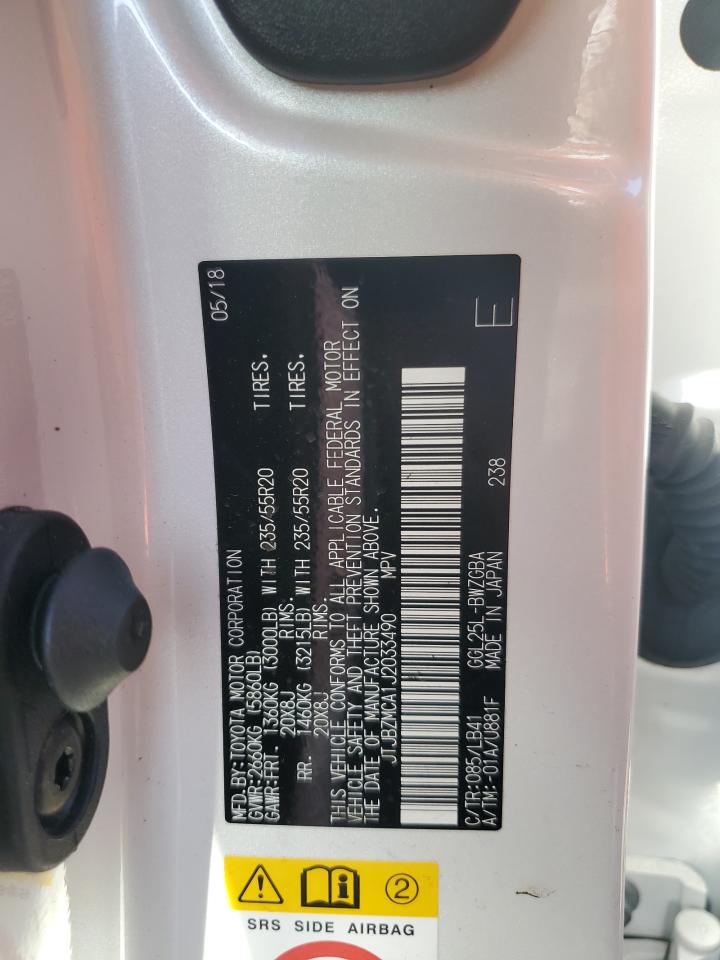 MFD.BY:TOYOTA MOTOR CORPORATION 05/18
GVWR:2660KG (5860LB)
GAWR:FRT. 1360KG (3000LB) WITH 235/55R20 TIRES.
20X8J RIMS.
RR. 1460KG (3215LB) WITH 235/55R20 TIRES.
20X8J RIMS.
THIS VEHICLE CONFORMS TO ALL APPLICABLE FEDERAL MOTOR
VEHICLE SAFETY AND THEFT PREVENTION STANDARDS IN EFFECT ON
THE DATE OF MANUFACTURE SHOWN ABOVE.
JTJBZMCA1J2033490 MPV
C/TR:085/LB41 GGL25L-BWZGBA
A/TM:-01A/U881F MADE IN JAPAN 238
E
2
SRS SIDE AIRBAG